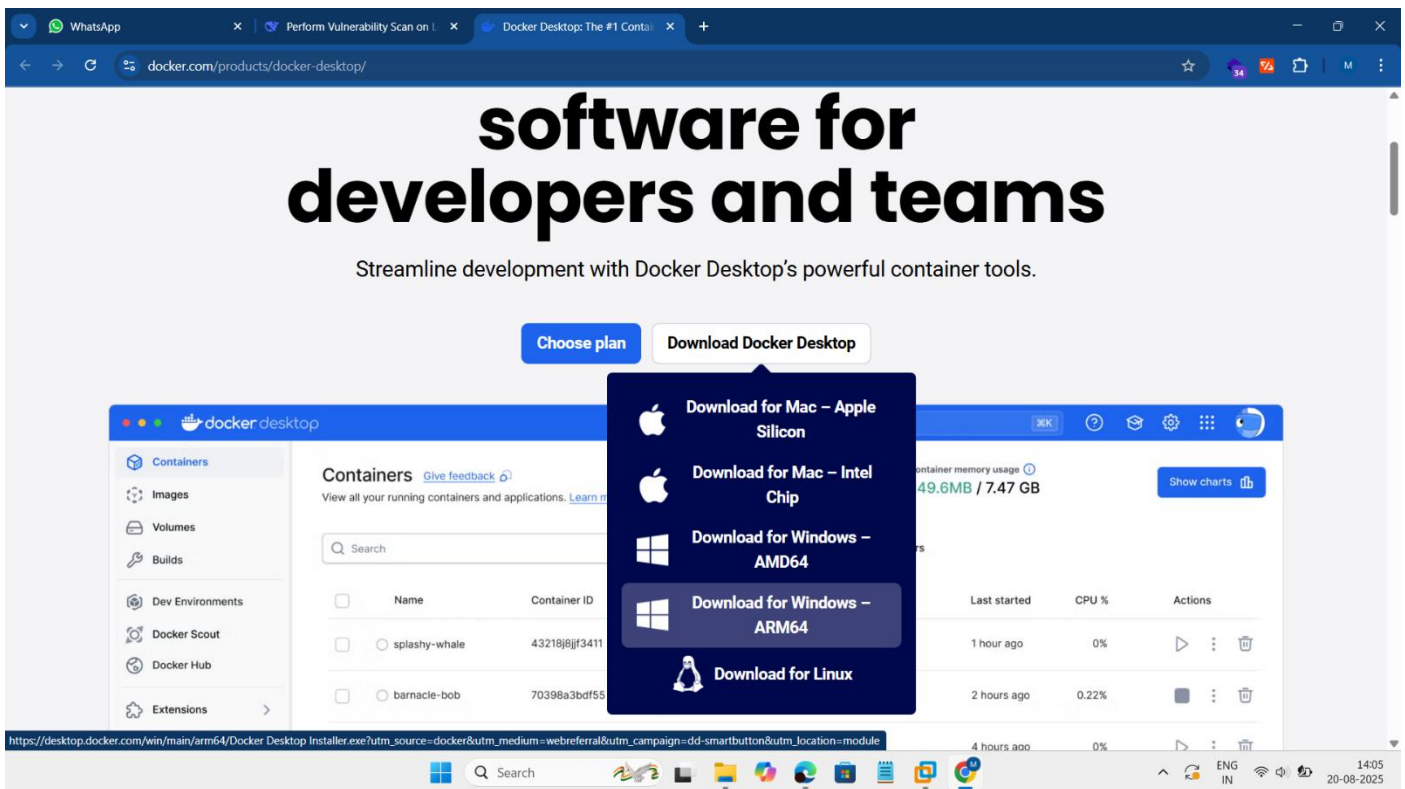 WhatsApp
Perform Vulnerability Scan on L
Docker Desktop: The #1 Contai
docker.com/products/docker-desktop/
34
M
software for
developers and teams
Streamline development with Docker Desktop’s powerful container tools.
Choose plan
Download Docker Desktop
Download for Mac – Apple
Silicon
Download for Mac – Intel
Chip
Download for Windows –
AMD64
Download for Windows –
ARM64
Download for Linux
docker desktop
⌘K
Containers
Images
Volumes
Builds
Dev Environments
Docker Scout
Docker Hub
Extensions
Containers Give feedback
View all your running containers and applications. Learn
ontainer memory usage
49.6MB / 7.47 GB
Show charts
Search
rs
Name Container ID Last started CPU % Actions
splashy-whale 43218j8jjf3411 1 hour ago 0%
barnacle-bob 70398a3bdf55 2 hours ago 0.22%
4 hours ago 0%
https://desktop.docker.com/win/main/arm64/Docker Desktop Installer.exe?utm_source=docker&utm_medium=webreferral&utm_campaign=dd-smartbutton&utm_location=module
Search
ENG
IN
14:05
20-08-2025